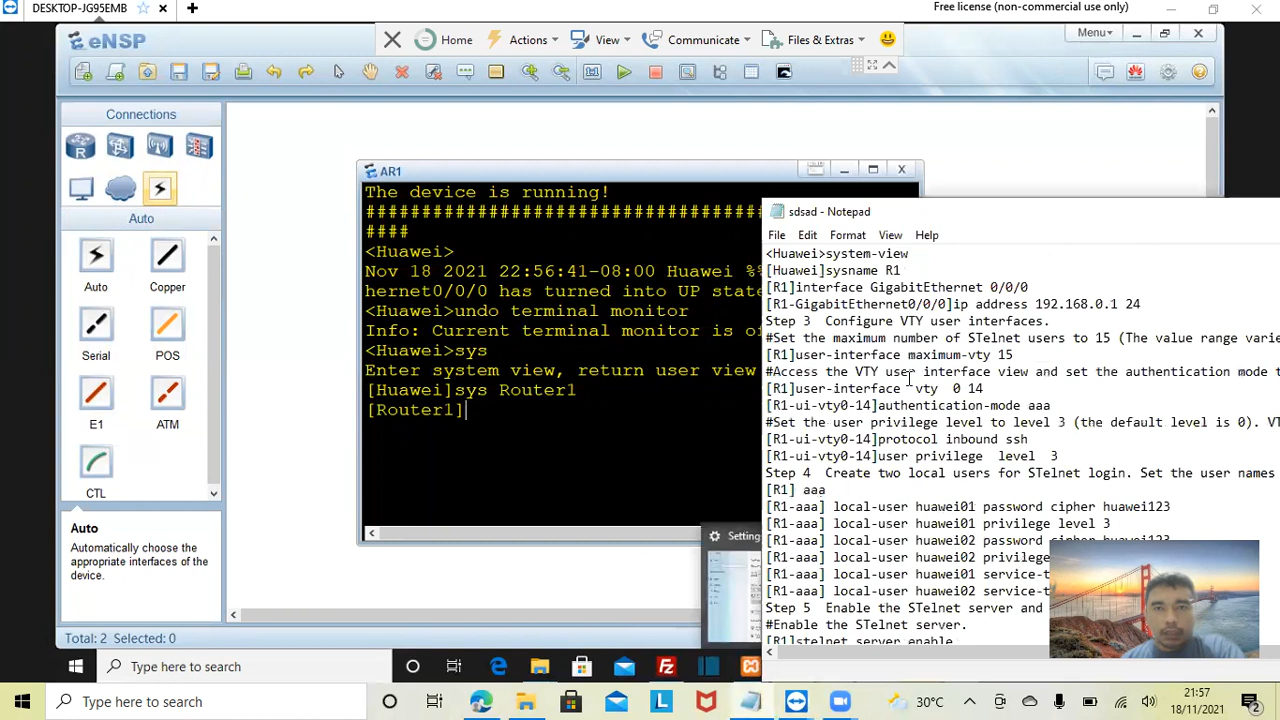 DESKTOP-JG95EMB
Free license (non-commercial use only)
eNSP
Home
Actions
View
Communicate
Files & Extras
Menu
Connections
Auto
Auto
Copper
Serial
POS
E1
ATM
CTL
Auto
Automatically choose the
appropriate interfaces of the
device.
AR1
The device is running!
###################################
####
<Huawei>
Nov 18 2021 22:56:41-08:00 Huawei %%
hernet0/0/0 has turned into UP state
<Huawei>undo terminal monitor
Info: Current terminal monitor is o
<Huawei>sys
Enter system view, return user view
[Huawei]sys Router1
[Router1]
sdsad - Notepad
File Edit Format View Help
<Huawei>system-view
[Huawei]sysname R1
[R1]interface GigabitEthernet 0/0/0
[R1-GigabitEthernet0/0/0]ip address 192.168.0.1 24
Step 3 Configure VTY user interfaces.
#Set the maximum number of STelnet users to 15 (The value range varie
[R1]user-interface maximum-vty 15
#Access the VTY user interface view and set the authentication mode t
[R1]user-interface vty 0 14
[R1-ui-vty0-14]authentication-mode aaa
#Set the user privilege level to level 3 (the default level is 0). VT
[R1-ui-vty0-14]protocol inbound ssh
[R1-ui-vty0-14]user privilege level 3
Step 4 Create two local users for STelnet login. Set the user names
[R1] aaa
[R1-aaa] local-user huawei01 password cipher huawei123
[R1-aaa] local-user huawei01 privilege level 3
[R1-aaa] local-user huawei02 password cipher huawei123
[R1-aaa] local-user huawei02 privilege
[R1-aaa] local-user huawei01 service-t
[R1-aaa] local-user huawei02 service-t
Step 5 Enable the STelnet server and
#Enable the STelnet server.
[R1]stelnet server enable
Setting
Total: 2 Selected: 0
Type here to search
Type here to search
30°C
21:57
18/11/2021
2